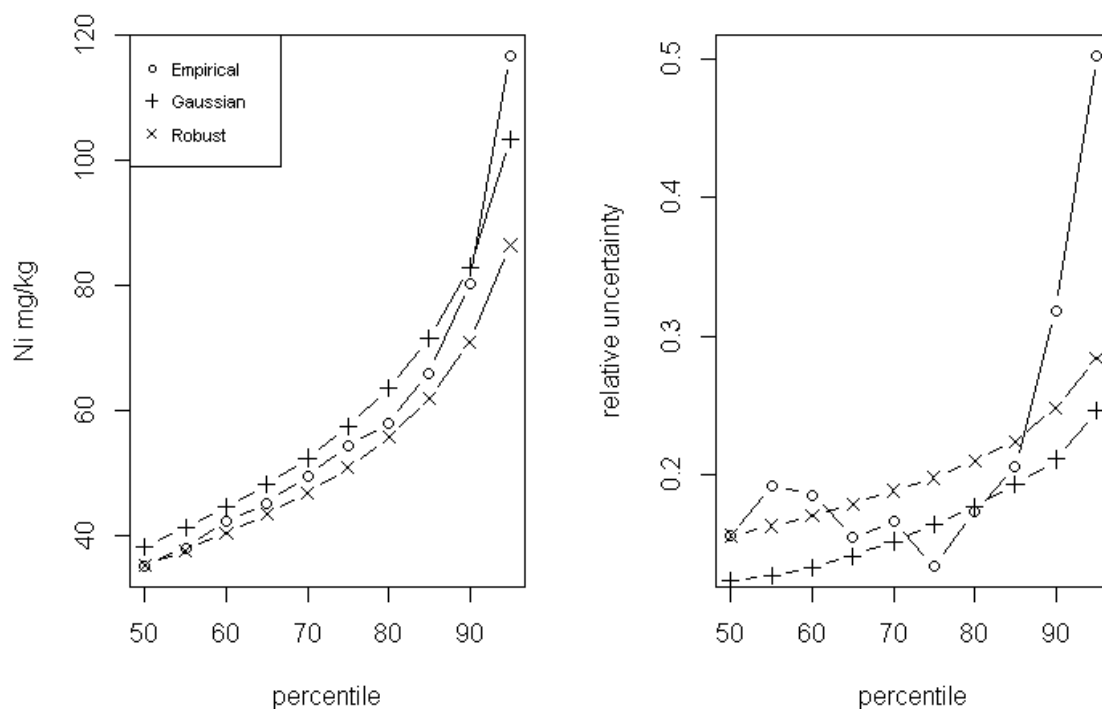 120
100
80
60
40
Ni mg/kg
Empirical
Gaussian
Robust
50 60 70 80 90
percentile
0.5
0.4
0.3
0.2
relative uncertainty
50 60 70 80 90
percentile